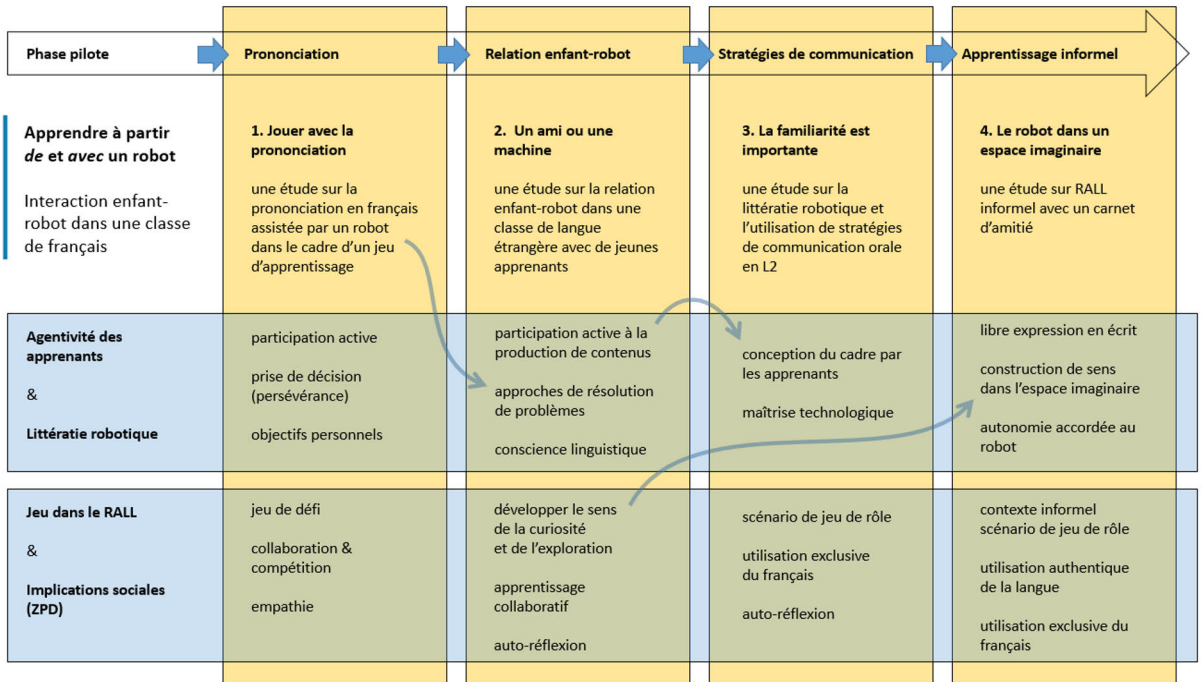 Phase pilote
Prononciation
Relation enfant-robot
Stratégies de communication
Apprentissage informel
Apprendre à partir
de et avec un robot
Interaction enfant-
robot dans une classe
de français
1. Jouer avec la
prononciation
une étude sur la
prononciation en français
assistée par un robot
dans le cadre d’un jeu
d’apprentissage
2. Un ami ou une
machine
une étude sur la relation
enfant-robot dans une
classe de langue
étrangère avec de jeunes
apprenants
3. La familiarité est
importante
une étude sur la
littératie robotique et
l’utilisation de stratégies
de communication orale
en L2
4. Le robot dans un
espace imaginaire
une étude sur RALL
informel avec un carnet
d’amitié
Agentivité des
apprenants
&
Littératie robotique
participation active
prise de décision
(persévérance)
objectifs personnels
participation active à la
production de contenus
approches de résolution
de problèmes
conscience linguistique
conception du cadre par
les apprenants
maîtrise technologique
libre expression en écrit
construction de sens
dans l’espace imaginaire
autonomie accordée au
robot
Jeu dans le RALL
&
Implications sociales
(ZPD)
jeu de défi
collaboration &
compétition
empathie
développer le sens
de la curiosité
et de l’exploration
apprentissage
collaboratif
auto-réflexion
scénario de jeu de rôle
utilisation exclusive
du français
auto-réflexion
contexte informel
scénario de jeu de rôle
utilisation authentique
de la langue
utilisation exclusive du
français